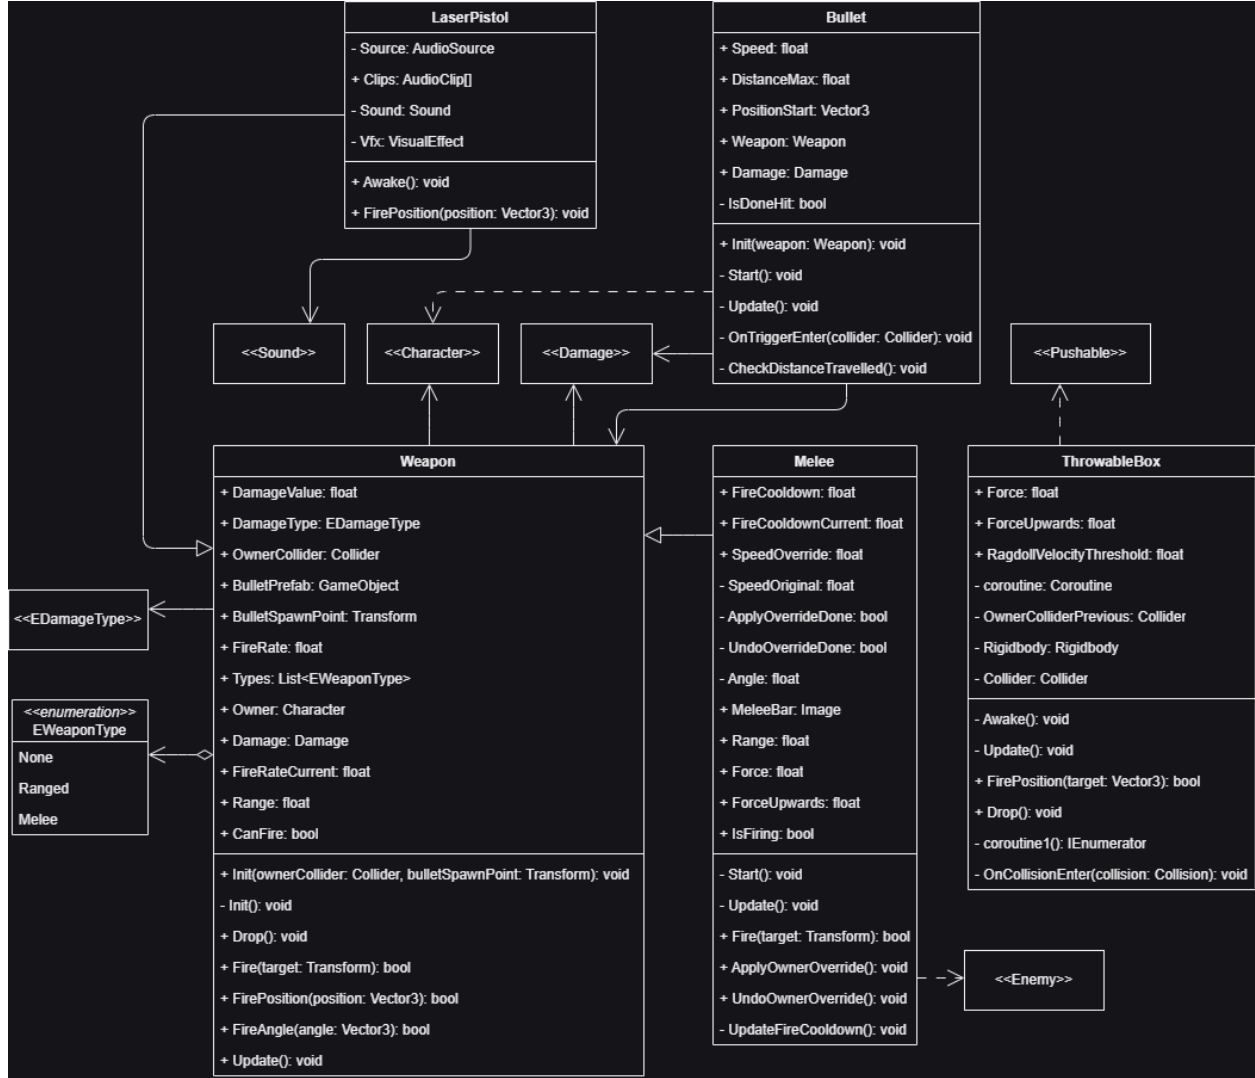 LaserPistol
- Source: AudioSource
+ Clips: AudioClip[]
- Sound: Sound
- Vfx: VisualEffect
+ Awake(): void
+ FirePosition(position: Vector3): void
Bullet
+ Speed: float
+ DistanceMax: float
+ PositionStart: Vector3
+ Weapon: Weapon
+ Damage: Damage
- IsDoneHit: bool
+ Init(weapon: Weapon): void
- Start(): void
- Update(): void
- OnTriggerEnter(collider: Collider): void
- CheckDistanceTravelled(): void
<<Sound>>
<<Character>>
<<Damage>>
<<Pushable>>
Weapon
+ DamageValue: float
+ DamageType: EDamageType
+ OwnerCollider: Collider
+ BulletPrefab: GameObject
+ BulletSpawnPoint: Transform
+ FireRate: float
+ Types: List<EWeaponType>
+ Owner: Character
+ Damage: Damage
+ FireRateCurrent: float
+ Range: float
+ CanFire: bool
+ Init(ownerCollider: Collider, bulletSpawnPoint: Transform): void
- Init(): void
+ Drop(): void
+ Fire(target: Transform): bool
+ FirePosition(position: Vector3): bool
+ FireAngle(angle: Vector3): bool
+ Update(): void
Melee
+ FireCooldown: float
+ FireCooldownCurrent: float
+ SpeedOverride: float
- SpeedOriginal: float
- ApplyOverrideDone: bool
- UndoOverrideDone: bool
- Angle: float
+ MeleeBar: Image
+ Range: float
+ Force: float
+ ForceUpwards: float
+ IsFiring: bool
- Start(): void
- Update(): void
+ Fire(target: Transform): bool
+ ApplyOwnerOverride(): void
+ UndoOwnerOverride(): void
- UpdateFireCooldown(): void
ThrowableBox
+ Force: float
+ ForceUpwards: float
+ RagdollVelocityThreshold: float
- coroutine: Coroutine
- OwnerColliderPrevious: Collider
- Rigidbody: Rigidbody
- Collider: Collider
- Awake(): void
- Update(): void
+ FirePosition(target: Vector3): bool
+ Drop(): void
- coroutine1(): IEnumerator
- OnCollisionEnter(collision: Collision): void
<<EDamageType>>
<<enumeration>>
EWeaponType
None
Ranged
Melee
<<Enemy>>